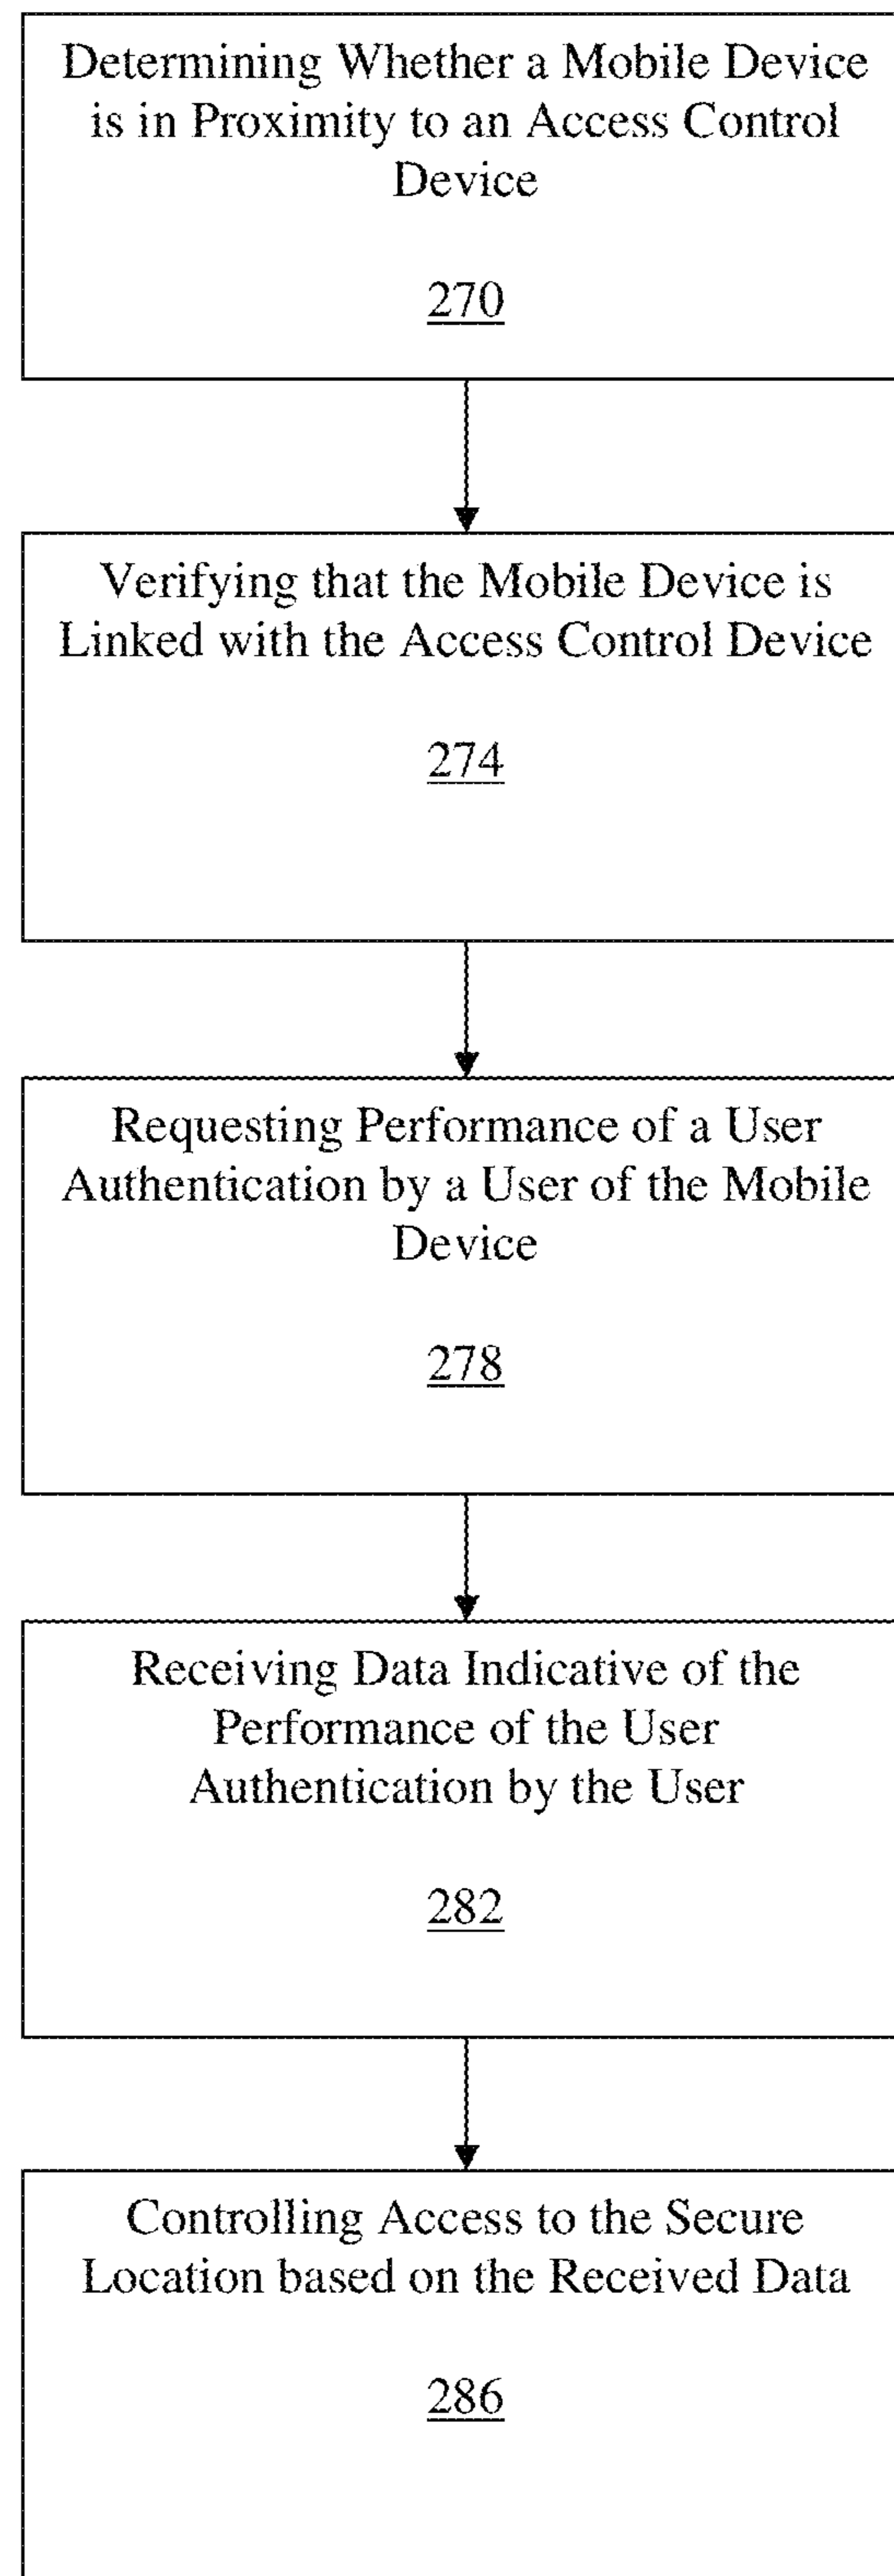 Determining Whether a Mobile Device
is in Proximity to an Access Control
Device
270
Verifying that the Mobile Device is
Linked with the Access Control Device
274
Requesting Performance of a User
Authentication by a User of the Mobile
Device
278
Receiving Data Indicative of the
Performance of the User
Authentication by the User
282
Controlling Access to the Secure
Location based on the Received Data
286